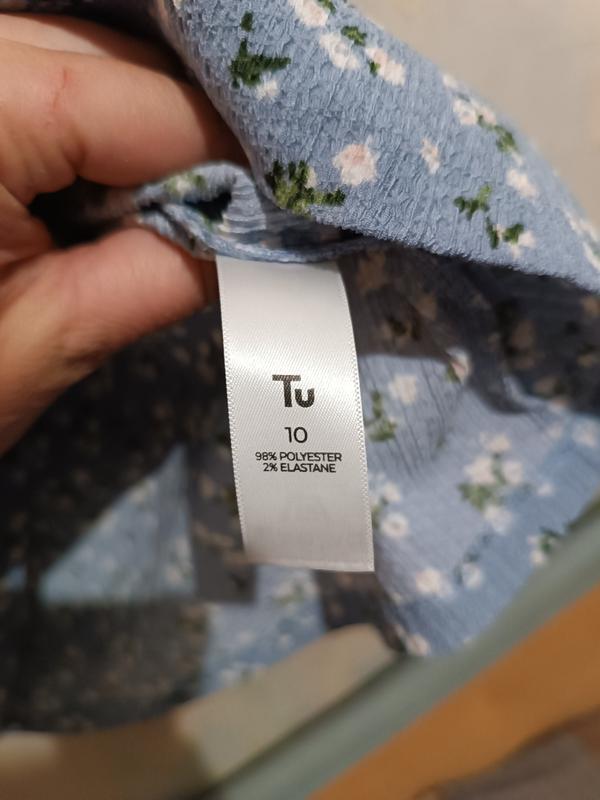 Tu
10
98% POLYESTER
2% ELASTANE